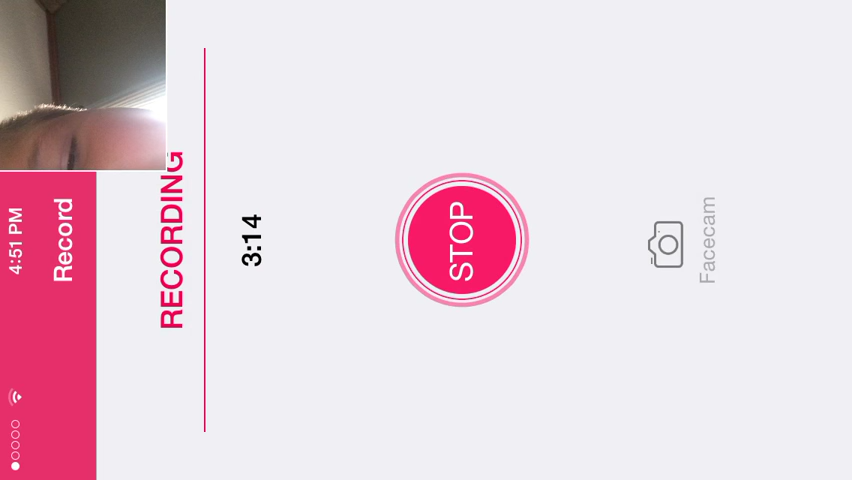 4:51 PM
Record
RECORDING
3:14
STOP
Facecam